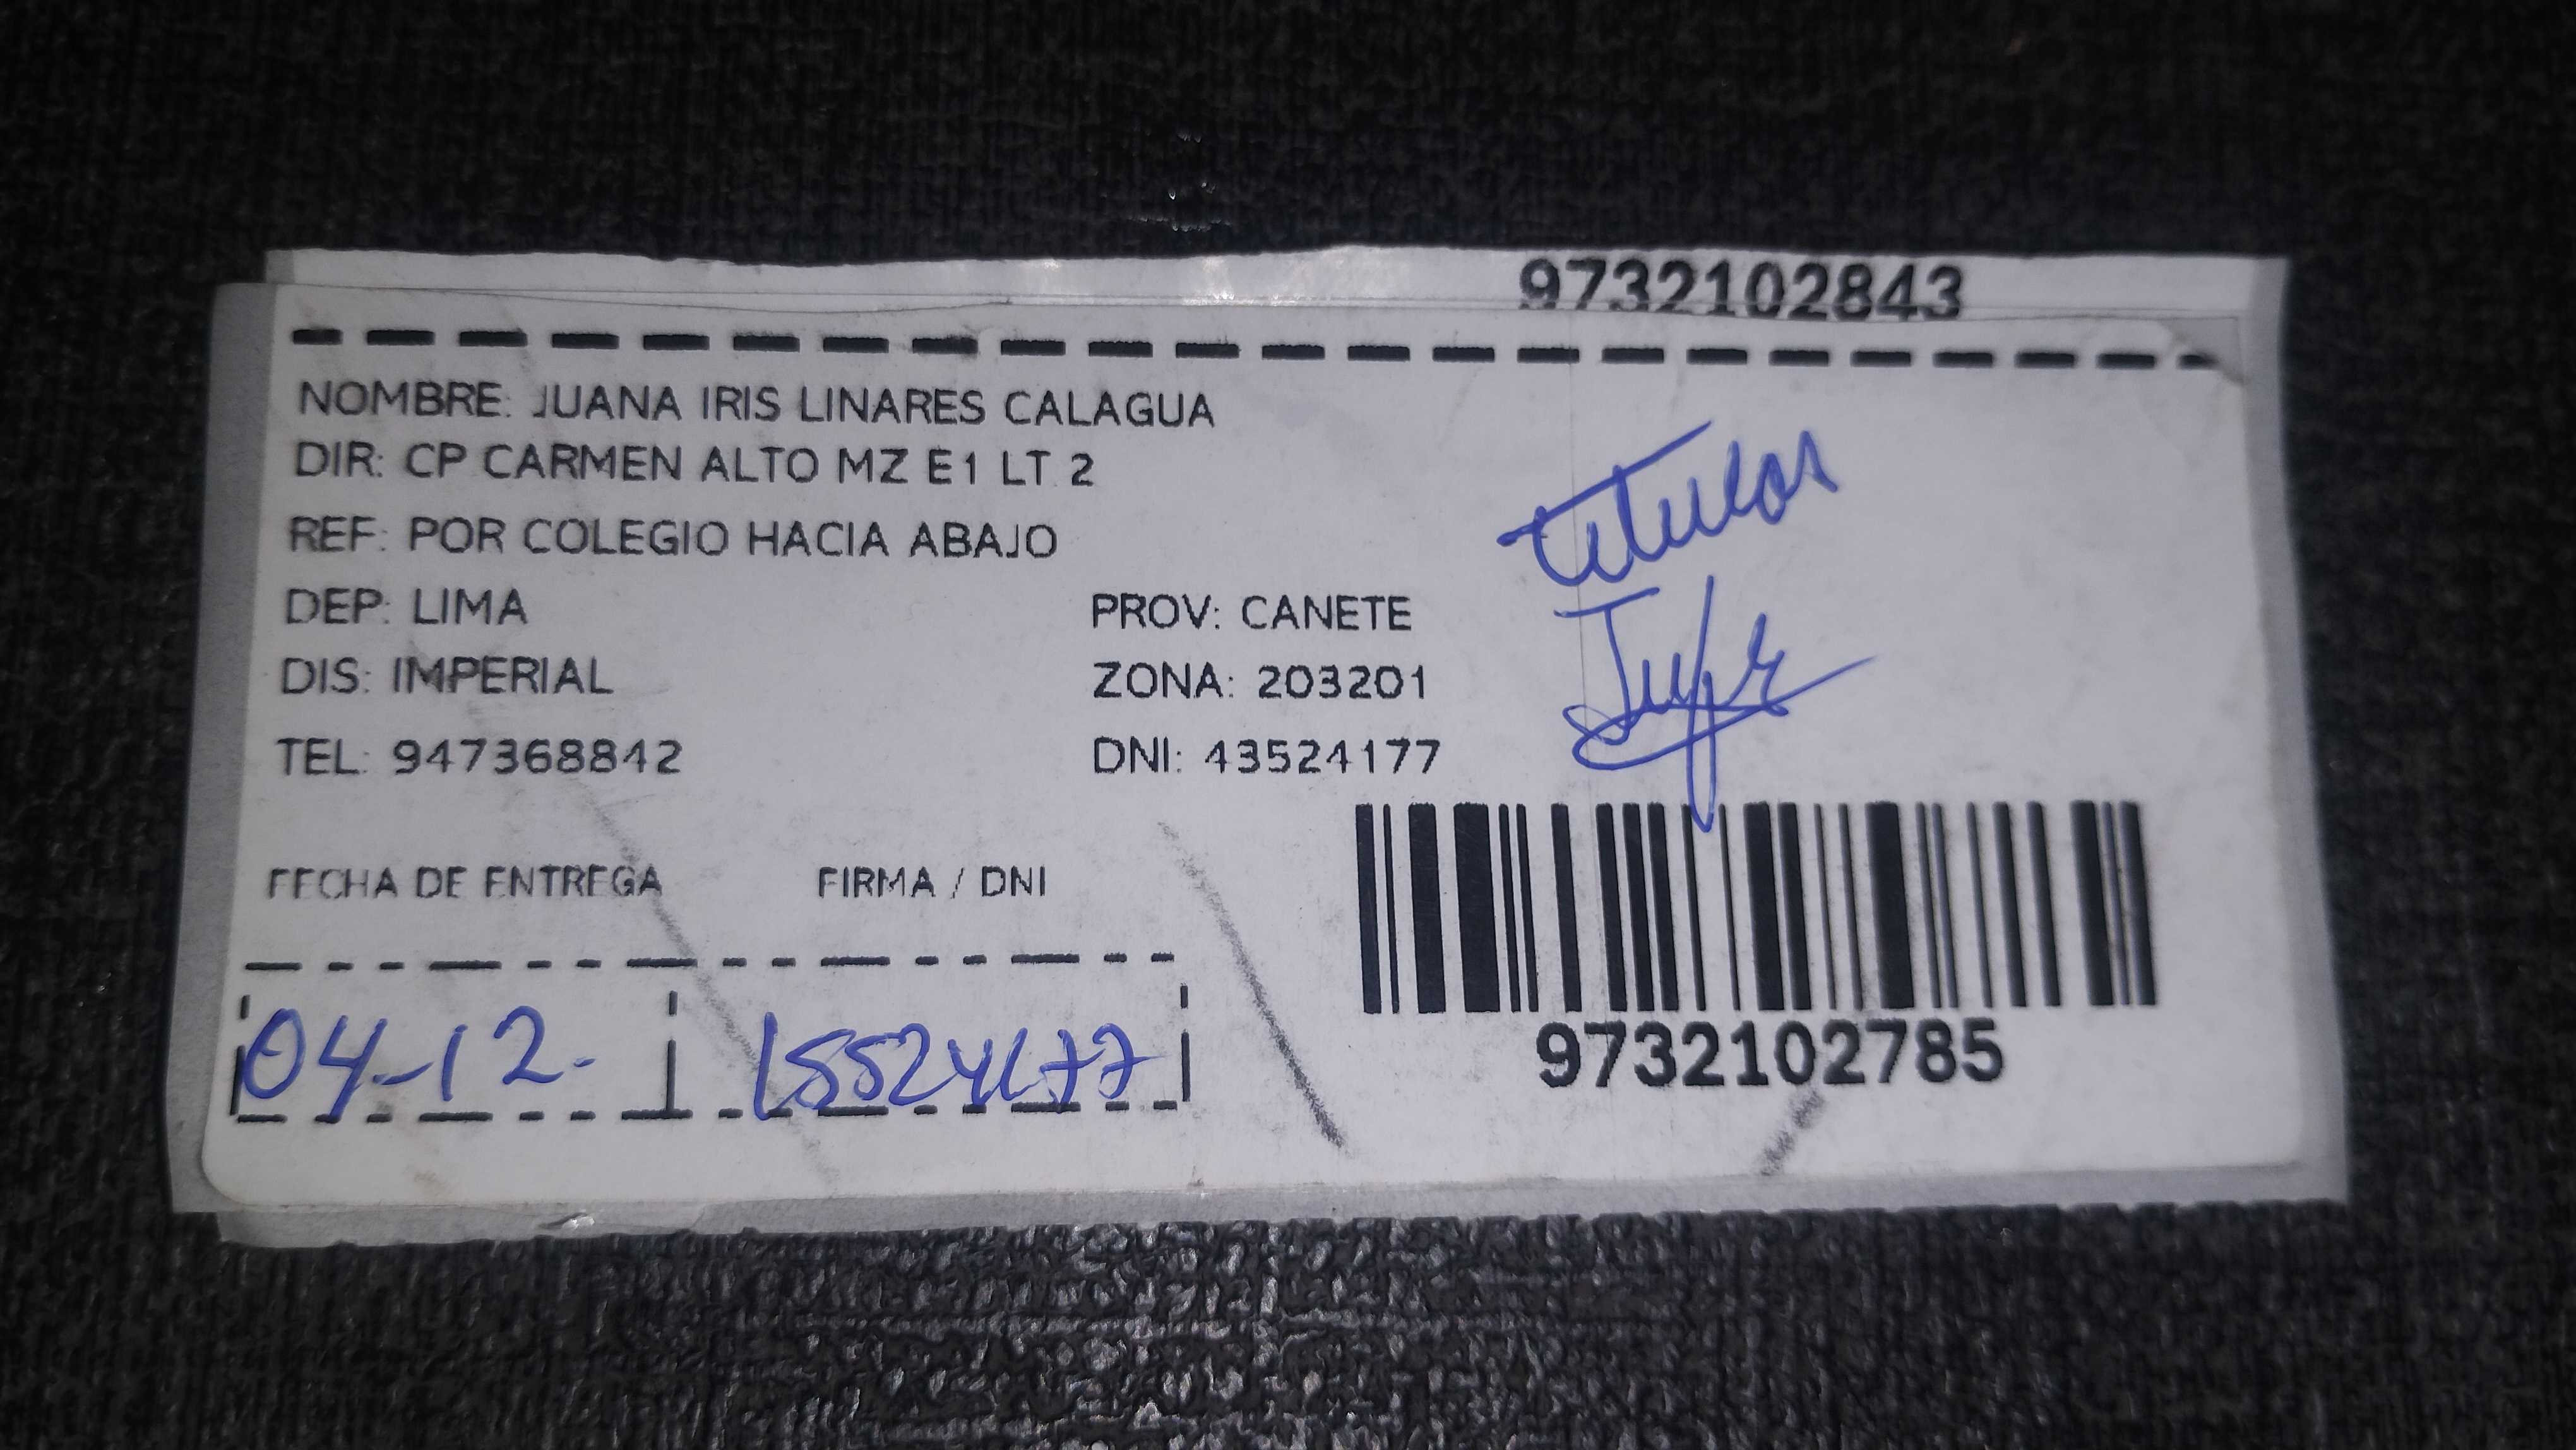 9732102843
NOMBRE: JUANA IRIS LINARES CALAGUA
DIR: CP CARMEN ALTO MZ E1 LT 2
REF: POR COLEGIO HACIA ABAJO
DEP: LIMA PROV: CANETE
DIS: IMPERIAL ZONA: 203201
TEL: 947368842 DNI: 43524177
titular
FECHA DE ENTREGA FIRMA / DNI
04-12-
9732102785